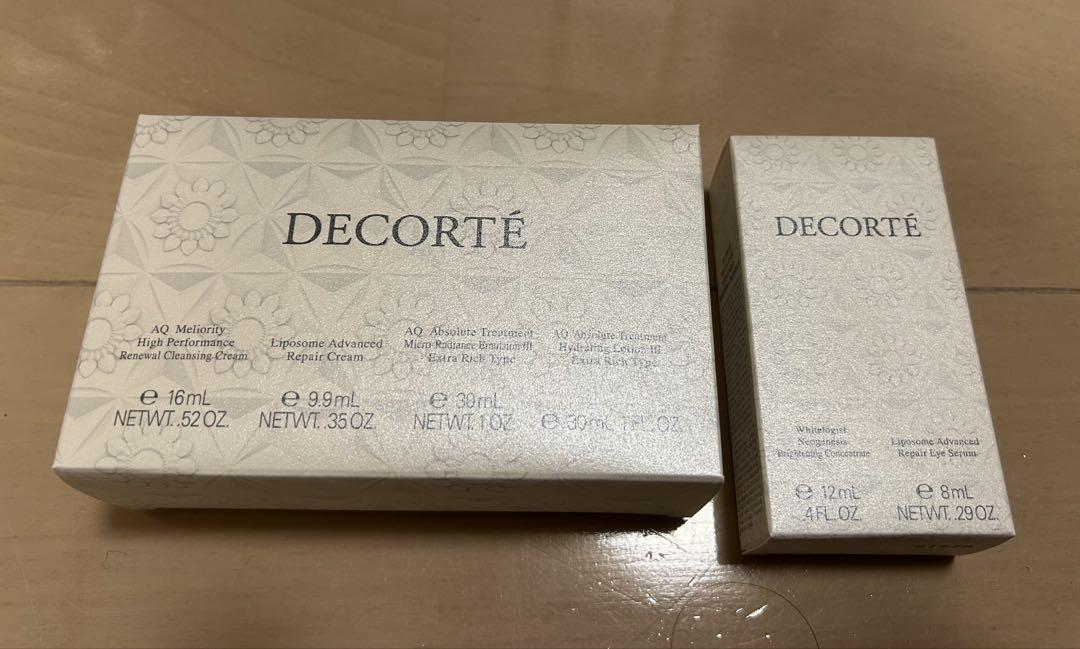 DECORTÉ
AQ Meliority
High Performance
Renewal Cleansing Cream
e 16mL
NETWT. .52 OZ.
Liposome Advanced
Repair Cream
e 9.9mL
NETWT. .35 OZ.
AQ Absolute Treatment
Micro-Radiance Emulsion III
Extra Rich Type
e 30mL
NETWT. 1 OZ.
AQ Absolute Treatment
Hydrating Lotion III
Extra Rich Type
e 30mL 1 FL. OZ.
DECORTÉ
Whitelogist
Neogenesis
Brightening Concentrate
e 12mL
.4 FL. OZ.
Liposome Advanced
Repair Eye Serum
e 8mL
NETWT. .29 OZ.